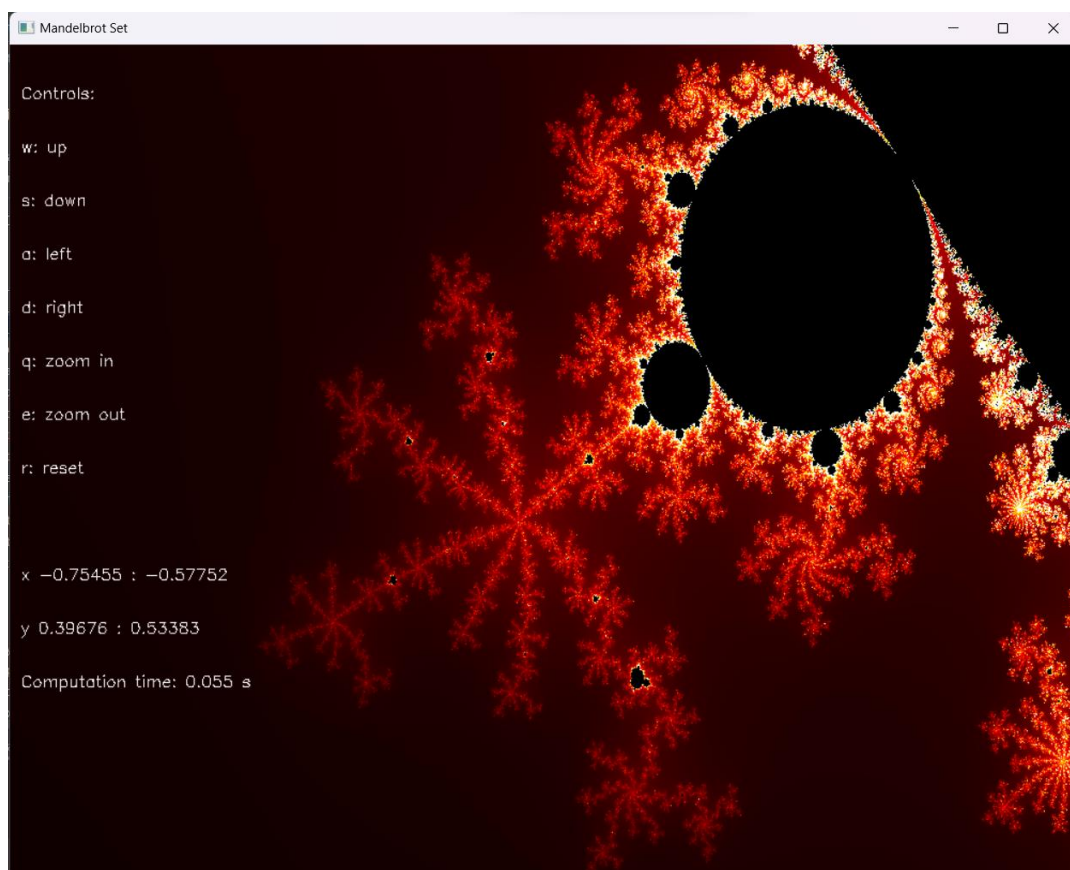 Mandelbrot Set
Controls:
w: up
s: down
a: left
d: right
q: zoom in
e: zoom out
r: reset
x −0.75455 : −0.57752
y 0.39676 : 0.53383
Computation time: 0.055 s